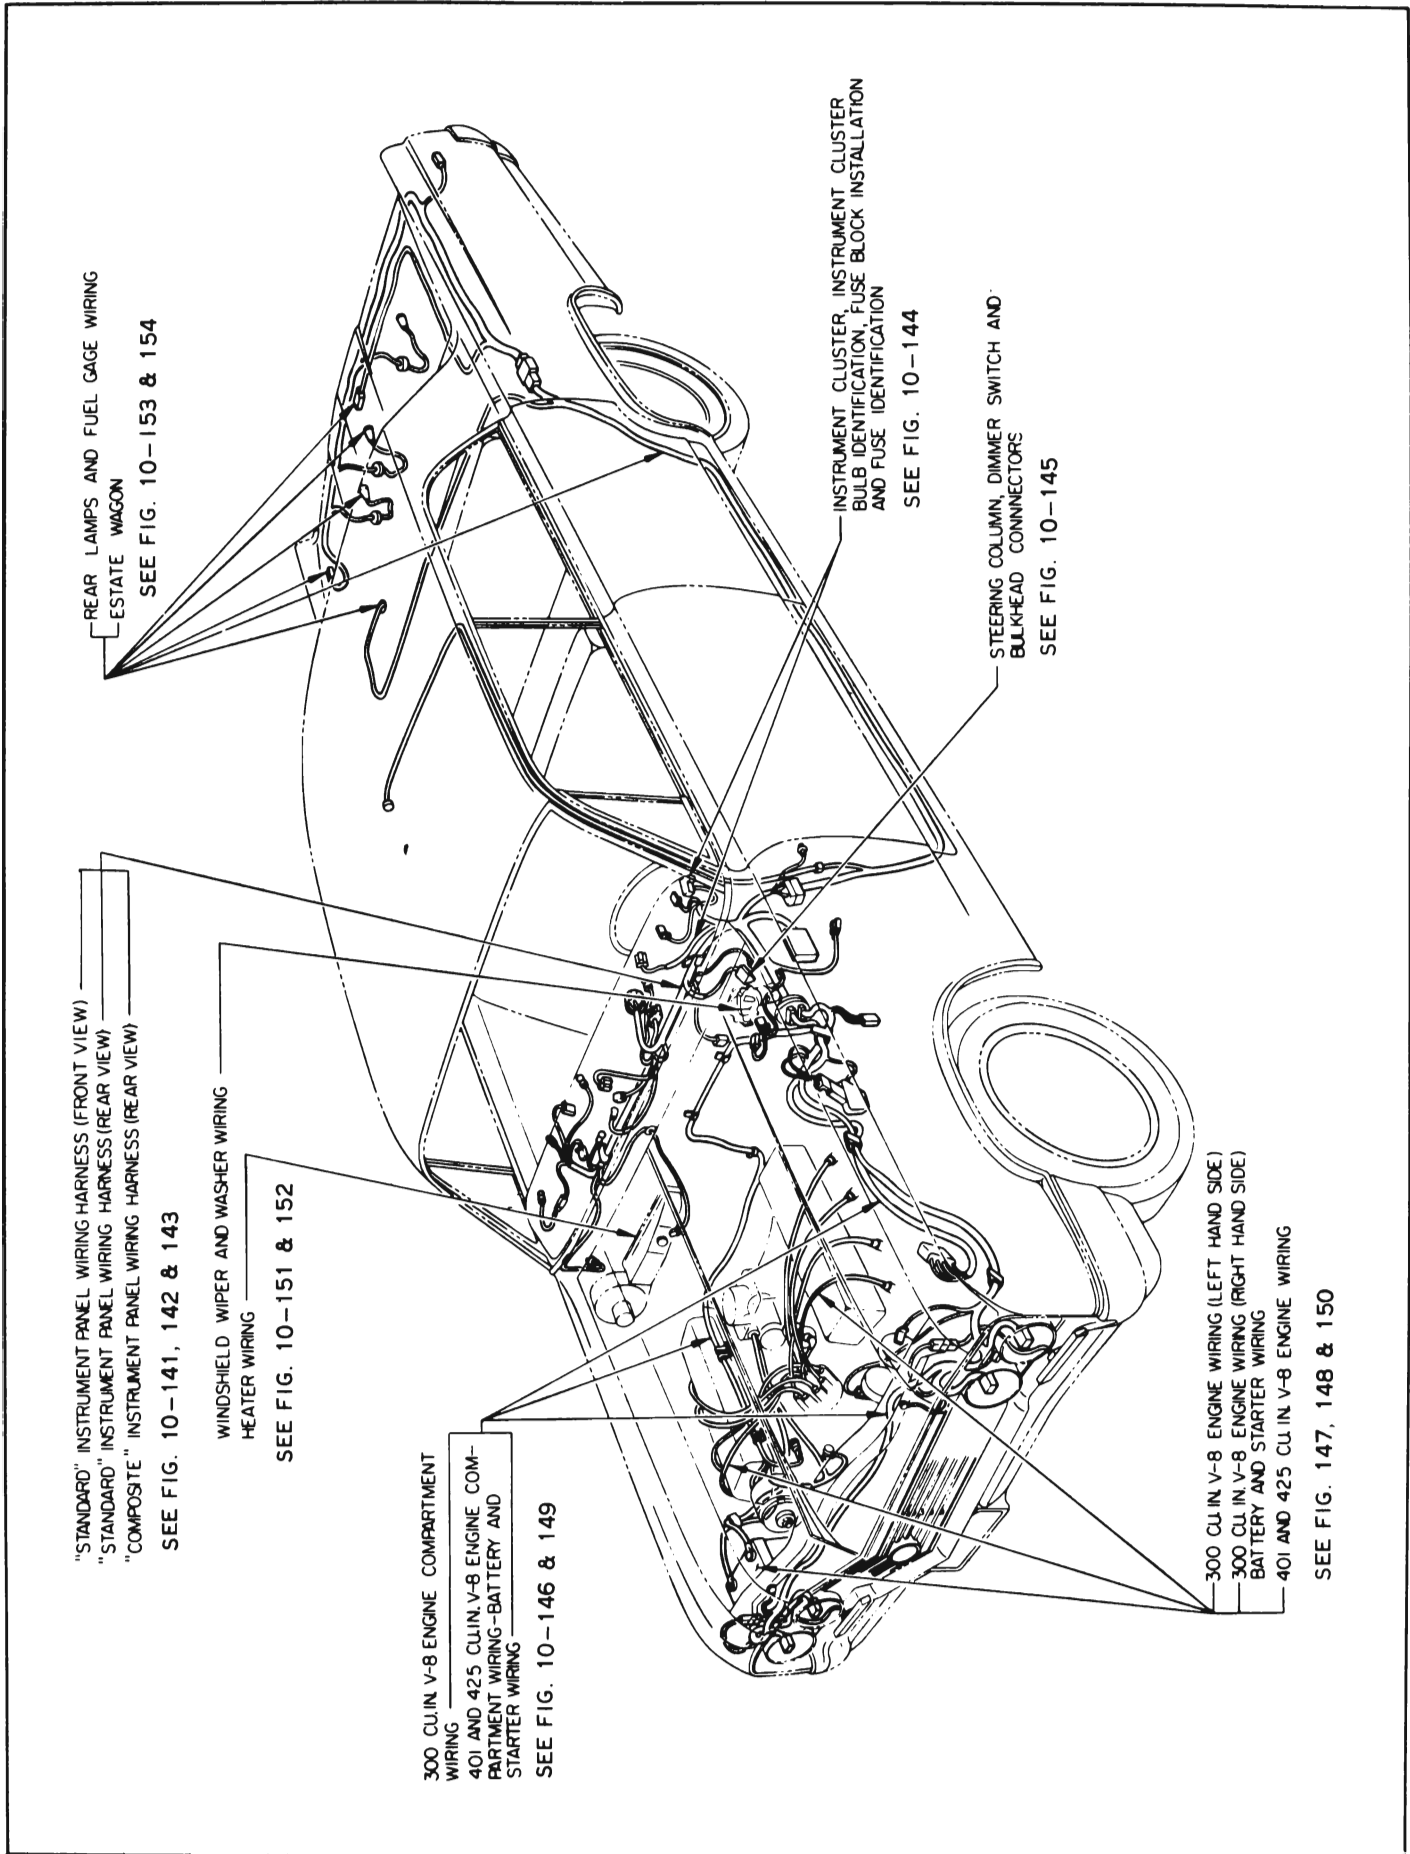 "STANDARD" INSTRUMENT PANEL WIRING HARNESS (FRONT VIEW)
"STANDARD" INSTRUMENT PANEL WIRING HARNESS (REAR VIEW)
"COMPOSITE" INSTRUMENT PANEL WIRING HARNESS (REAR VIEW)
SEE FIG. 10-141, 142 & 143
WINDSHIELD WIPER AND WASHER WIRING
HEATER WIRING
SEE FIG. 10-151 & 152
REAR LAMPS AND FUEL GAGE WIRING
ESTATE WAGON
SEE FIG. 10-153 & 154
300 CU.IN. V-8 ENGINE COMPARTMENT
WIRING
401 AND 425 CU.IN. V-8 ENGINE COM-
PARTMENT WIRING-BATTERY AND
STARTER WIRING
SEE FIG. 10-146 & 149
INSTRUMENT CLUSTER, INSTRUMENT CLUSTER
BULB IDENTIFICATION, FUSE BLOCK INSTALLATION
AND FUSE IDENTIFICATION
SEE FIG. 10-144
STEERING COLUMN, DIMMER SWITCH AND
BULKHEAD CONNNECTORS
SEE FIG. 10-145
300 CU. IN. V-8 ENGINE WIRING (LEFT HAND SIDE)
300 CU. IN. V-8 ENGINE WIRING (RIGHT HAND SIDE)
BATTERY AND STARTER WIRING
401 AND 425 CU. IN. V-8 ENGINE WIRING
SEE FIG. 147, 148 & 150